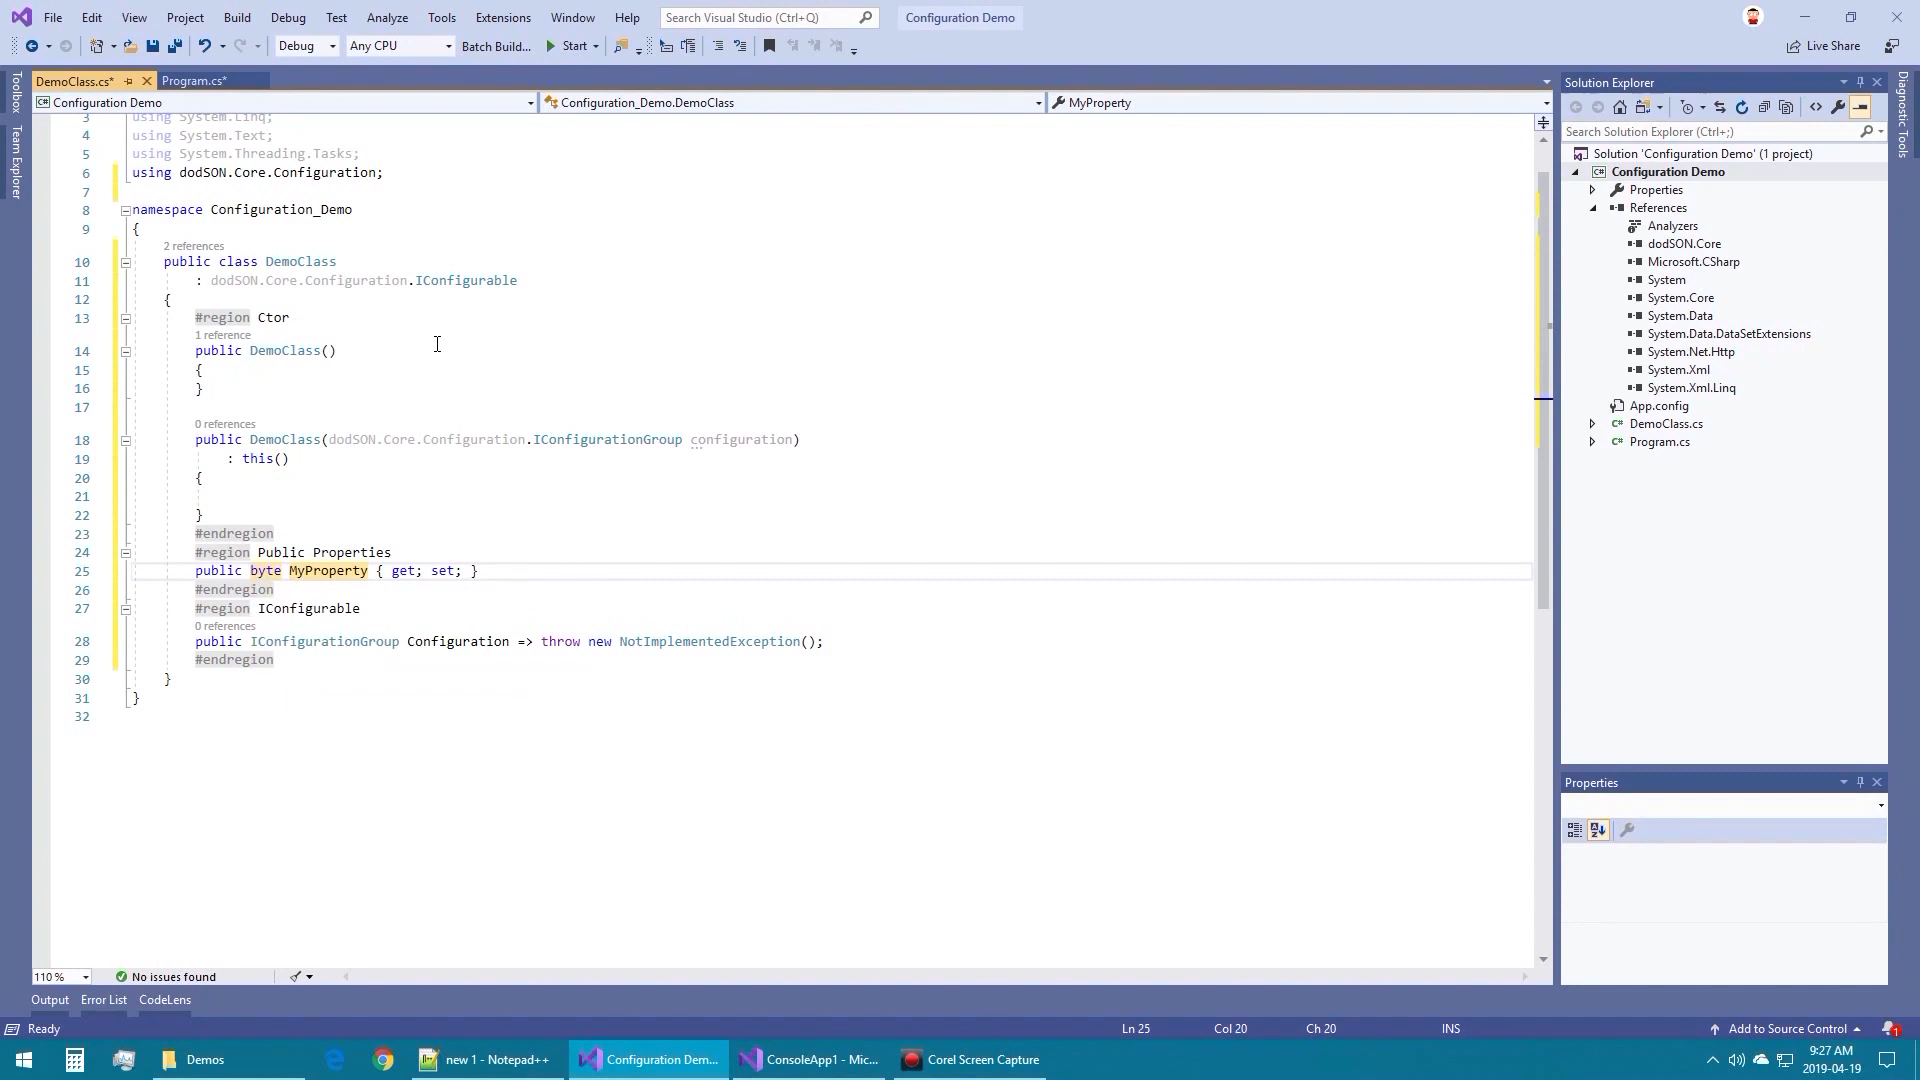 File Edit View Project Build Debug Test Analyze Tools Extensions Window Help Search Visual Studio (Ctrl+Q) Configuration Demo
Debug Any CPU Batch Build... Start Live Share
DemoClass.cs* Program.cs*
Configuration Demo Configuration_Demo.DemoClass MyProperty
Toolbox
Team Explorer
3 using System.Linq;
4 using System.Text;
5 using System.Threading.Tasks;
6 using dodSON.Core.Configuration;
7
8 namespace Configuration_Demo
9 {
2 references
10 public class DemoClass
11 : dodSON.Core.Configuration.IConfigurable
12 {
13 #region Ctor
1 reference
14 public DemoClass()
15 {
16 }
17
0 references
18 public DemoClass(dodSON.Core.Configuration.IConfigurationGroup configuration)
19 : this()
20 {
21
22 }
23 #endregion
24 #region Public Properties
25 public byte MyProperty { get; set; }
26 #endregion
27 #region IConfigurable
0 references
28 public IConfigurationGroup Configuration => throw new NotImplementedException();
29 #endregion
30 }
31 }
32
110 % No issues found
Output Error List CodeLens
Solution Explorer
Search Solution Explorer (Ctrl+;)
Solution 'Configuration Demo' (1 project)
Configuration Demo
Properties
References
Analyzers
dodSON.Core
Microsoft.CSharp
System
System.Core
System.Data
System.Data.DataSetExtensions
System.Net.Http
System.Xml
System.Xml.Linq
App.config
DemoClass.cs
Program.cs
Properties
Diagnostic Tools
Ready Ln 25 Col 20 Ch 20 INS Add to Source Control 1
Demos new 1 - Notepad++ Configuration Dem... ConsoleApp1 - Mic... Corel Screen Capture 9:27 AM
2019-04-19